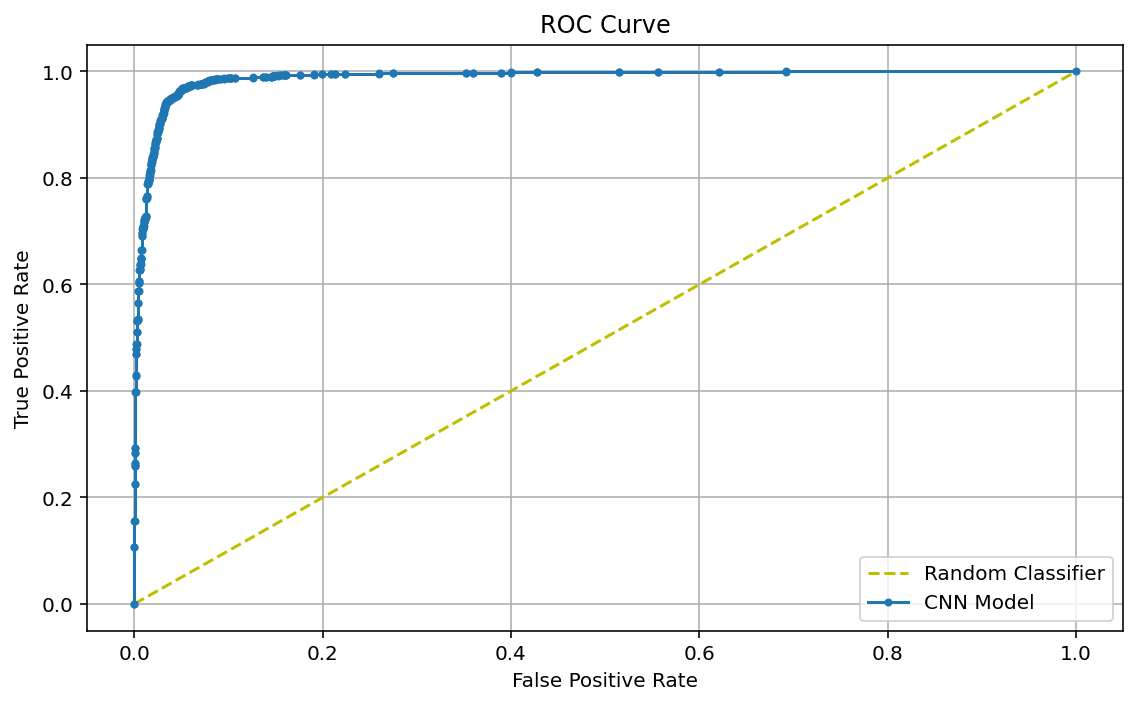 ROC Curve
True Positive Rate
1.0
0.8
0.6
0.4
0.2
0.0
0.0 0.2 0.4 0.6 0.8 1.0
False Positive Rate
Random Classifier
CNN Model